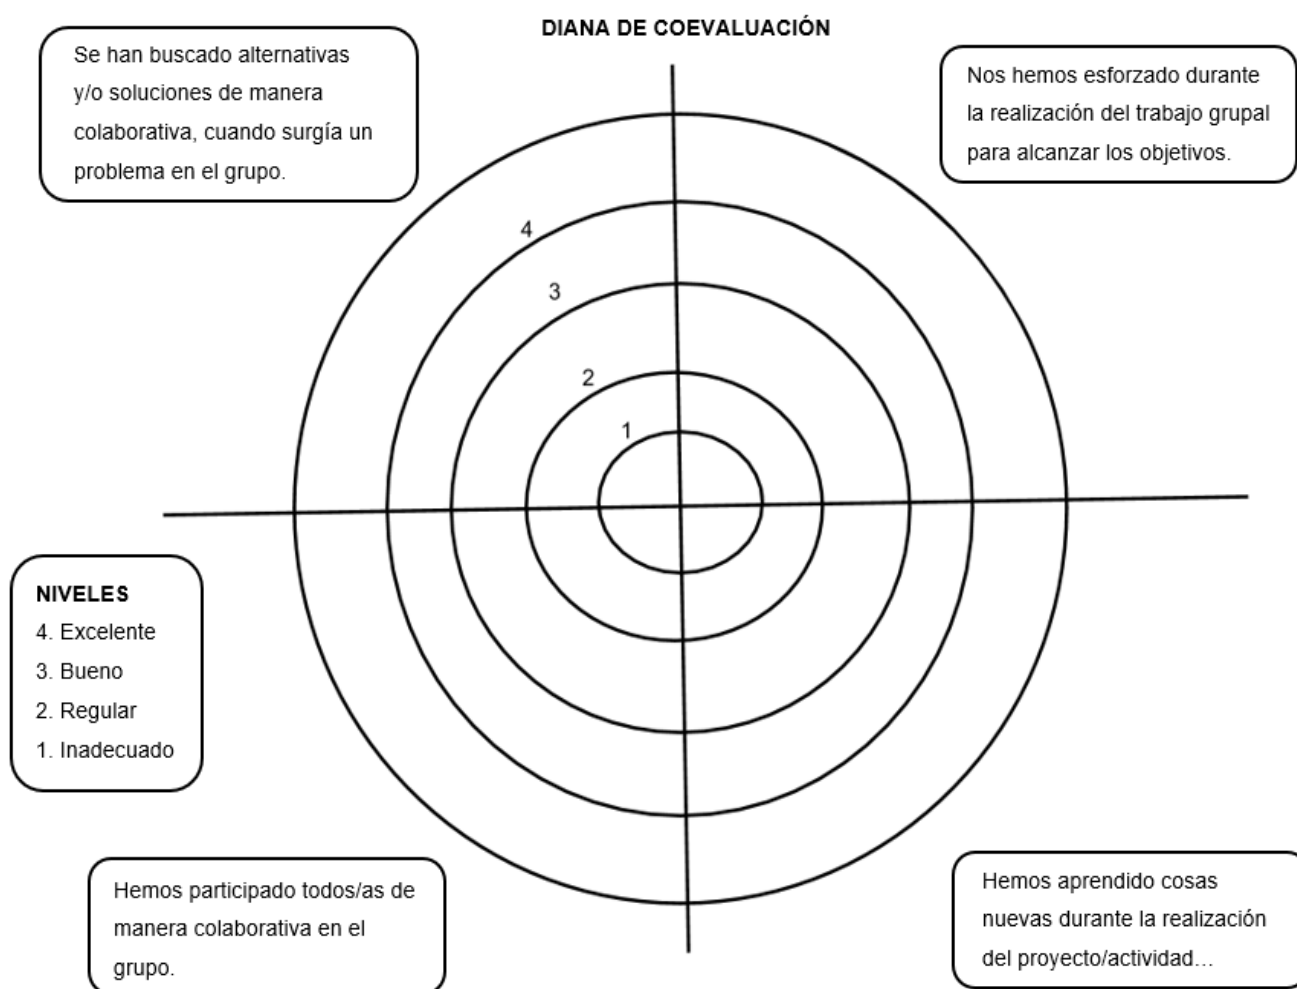 DIANA DE COEVALUACIÓN
Se han buscado alternativas
y/o soluciones de manera
colaborativa, cuando surgía un
problema en el grupo.
Nos hemos esforzado durante
la realización del trabajo grupal
para alcanzar los objetivos.
4
3
2
1
NIVELES
4. Excelente
3. Bueno
2. Regular
1. Inadecuado
Hemos participado todos/as de
manera colaborativa en el
grupo.
Hemos aprendido cosas
nuevas durante la realización
del proyecto/actividad...